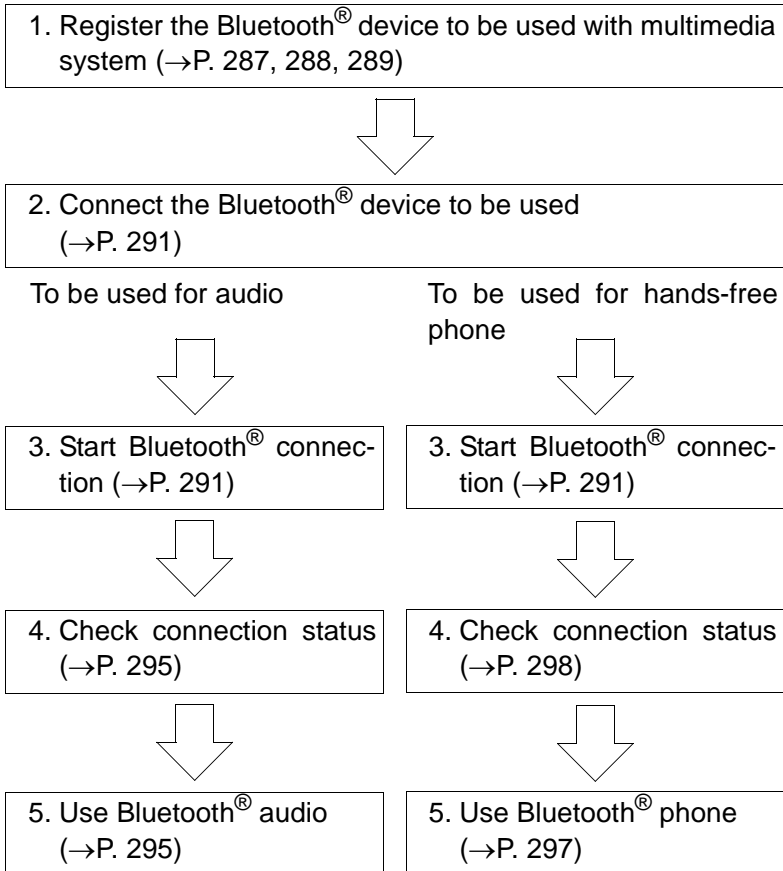 1. Register the Bluetooth® device to be used with multimedia
system (→P. 287, 288, 289)
2. Connect the Bluetooth® device to be used
(→P. 291)
To be used for audio
To be used for hands-free
phone
3. Start Bluetooth® connec-
tion (→P. 291)
3. Start Bluetooth® connec-
tion (→P. 291)
4. Check connection status
(→P. 295)
4. Check connection status
(→P. 298)
5. Use Bluetooth® audio
(→P. 295)
5. Use Bluetooth® phone
(→P. 297)